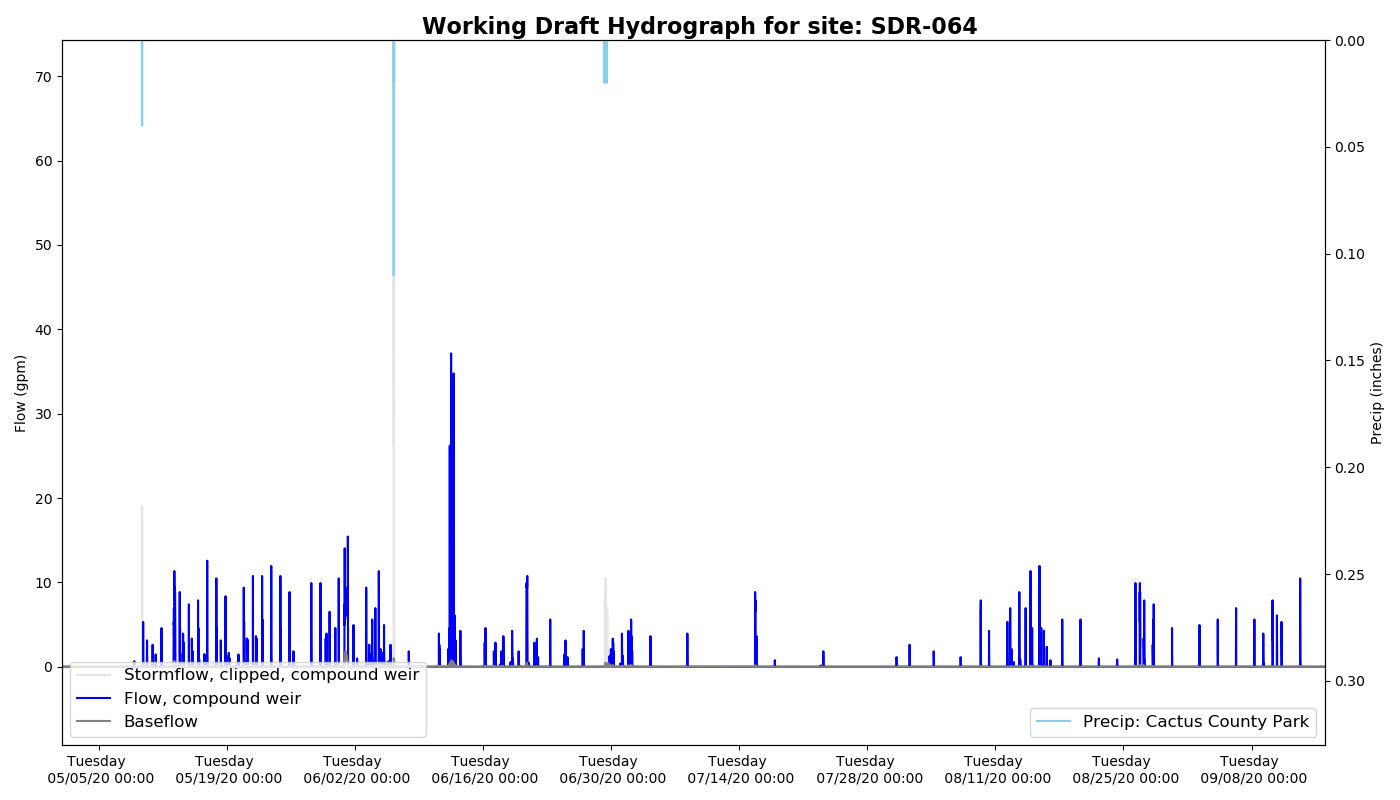 Working Draft Hydrograph for site: SDR-064
70
60
50
40
30
20
10
0
Flow (gpm)
0.00
0.05
0.10
0.15
0.20
0.25
0.30
Precip (inches)
Stormflow, clipped, compound weir
Flow, compound weir
Baseflow
Precip: Cactus County Park
Tuesday
05/05/20 00:00
Tuesday
05/19/20 00:00
Tuesday
06/02/20 00:00
Tuesday
06/16/20 00:00
Tuesday
06/30/20 00:00
Tuesday
07/14/20 00:00
Tuesday
07/28/20 00:00
Tuesday
08/11/20 00:00
Tuesday
08/25/20 00:00
Tuesday
09/08/20 00:00